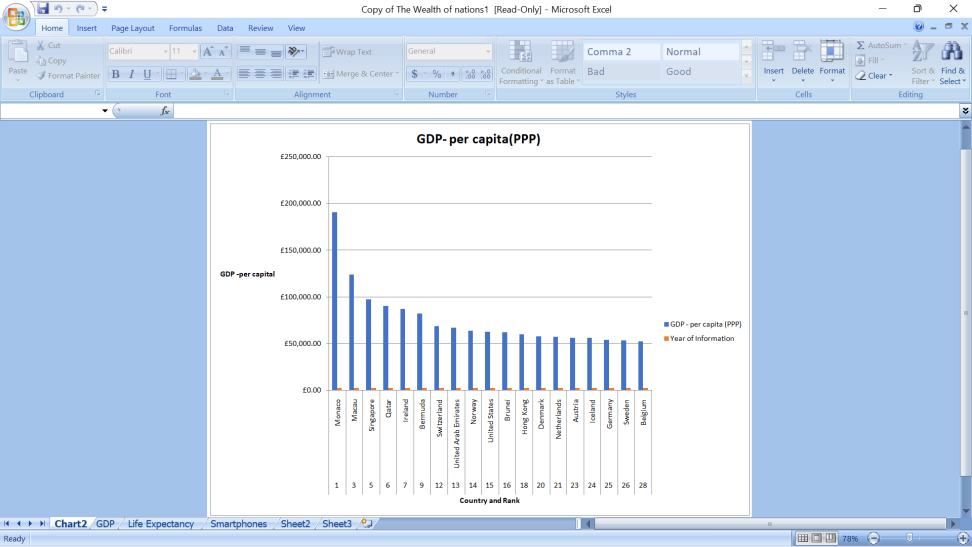 Copy of The Wealth of nations1 [Read-Only] - Microsoft Excel
Home Insert Page Layout Formulas Data Review View
Paste
Cut
Copy
Format Painter
Clipboard
Calibri 11
B I U
Font
Wrap Text
Merge & Center
Alignment
General
$ % ,
Number
Conditional Formatting
Format as Table
Comma 2 Normal
Bad Good
Styles
Insert Delete Format
Cells
Σ AutoSum
Fill
Clear
Sort & Filter
Find & Select
Editing
fx
GDP- per capita(PPP)
£250,000.00
£200,000.00
£150,000.00
£100,000.00
£50,000.00
£0.00
GDP -per capital
GDP - per capita (PPP)
Year of Information
Monaco Macau Singapore Qatar Ireland Bermuda Switzerland United Arab Emirates Norway United States Brunei Hong Kong Denmark Netherlands Austria Iceland Germany Sweden Belgium
1 3 5 6 7 9 12 13 14 15 16 18 20 21 23 24 25 26 28
Country and Rank
Chart2 GDP Life Expectancy Smartphones Sheet2 Sheet3
Ready
78%